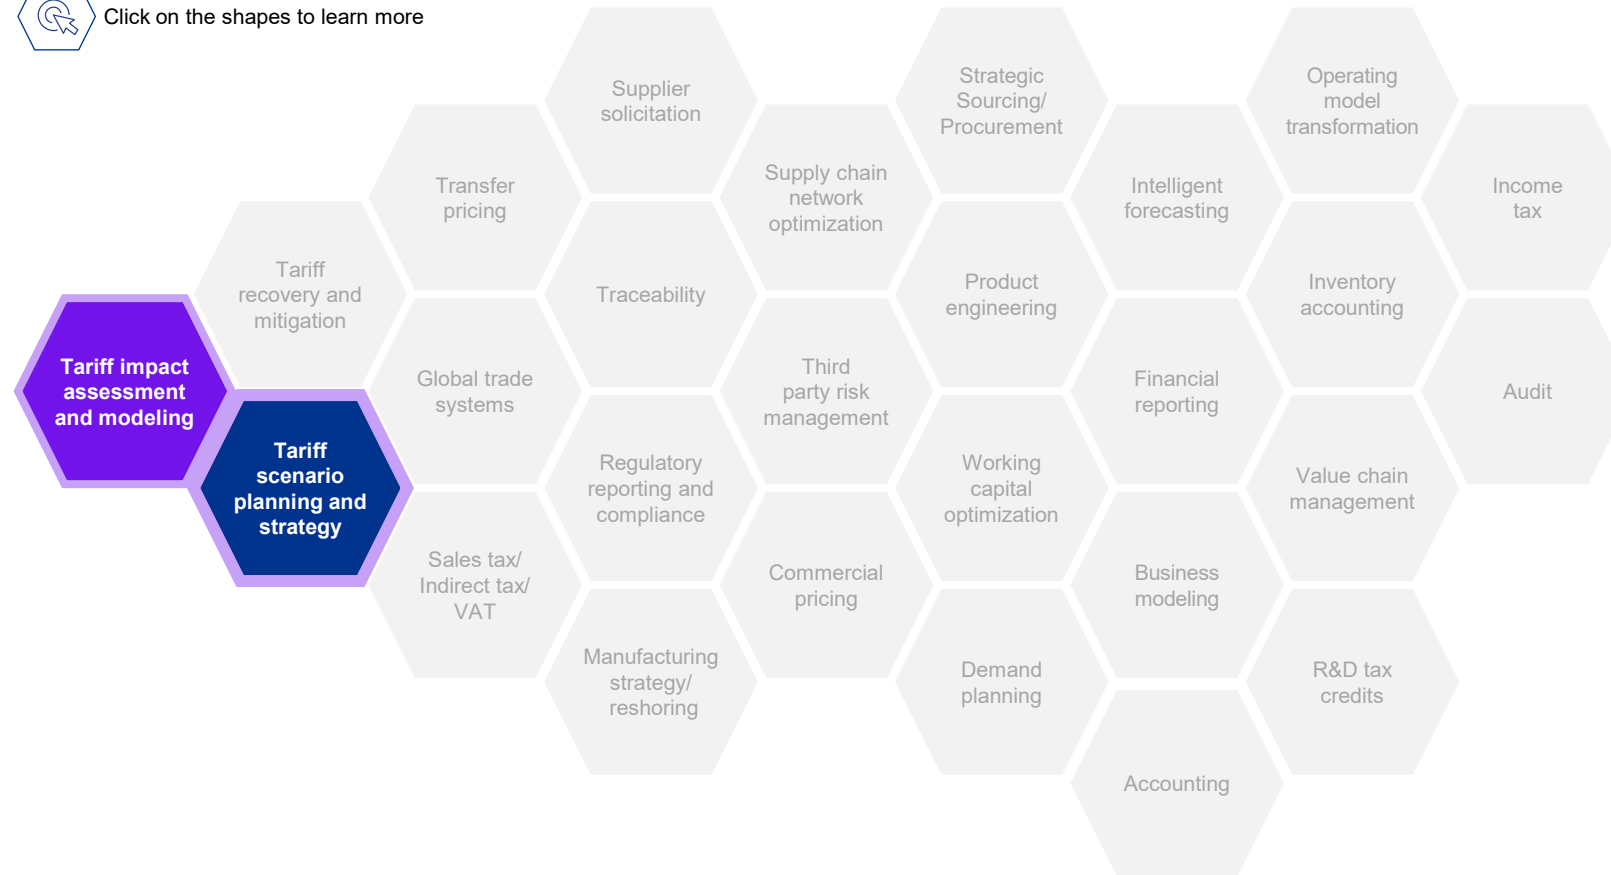 Click on the shapes to learn more
Supplier
solicitation
Strategic
Sourcing/
Procurement
Operating
model
transformation
Transfer
pricing
Supply chain
network
optimization
Intelligent
forecasting
Income
tax
Tariff
recovery and
mitigation
Traceability
Product
engineering
Inventory
accounting
Tariff impact
assessment
and modeling
Global trade
systems
Third
party risk
management
Financial
reporting
Audit
Tariff
scenario
planning and
strategy
Regulatory
reporting and
compliance
Working
capital
optimization
Value chain
management
Sales tax/
Indirect tax/
VAT
Commercial
pricing
Business
modeling
Manufacturing
strategy/
reshoring
Demand
planning
R&D tax
credits
Accounting